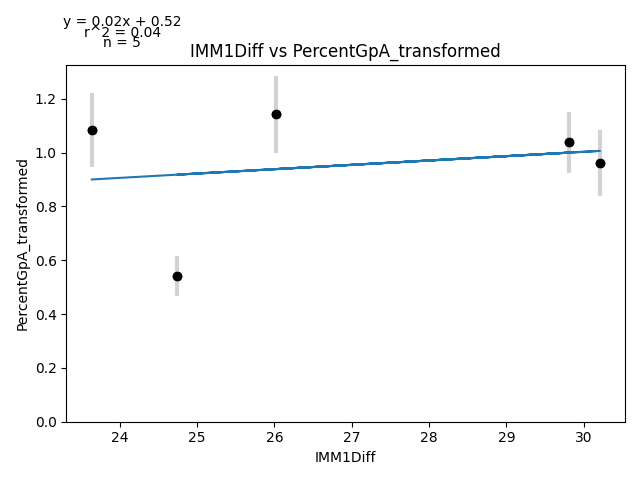 y = 0.02x + 0.52
r^2 = 0.04
n = 5
IMM1Diff vs PercentGpA_transformed
PercentGpA_transformed
1.2
1.0
0.8
0.6
0.4
0.2
0.0
24 25 26 27 28 29 30
IMM1Diff